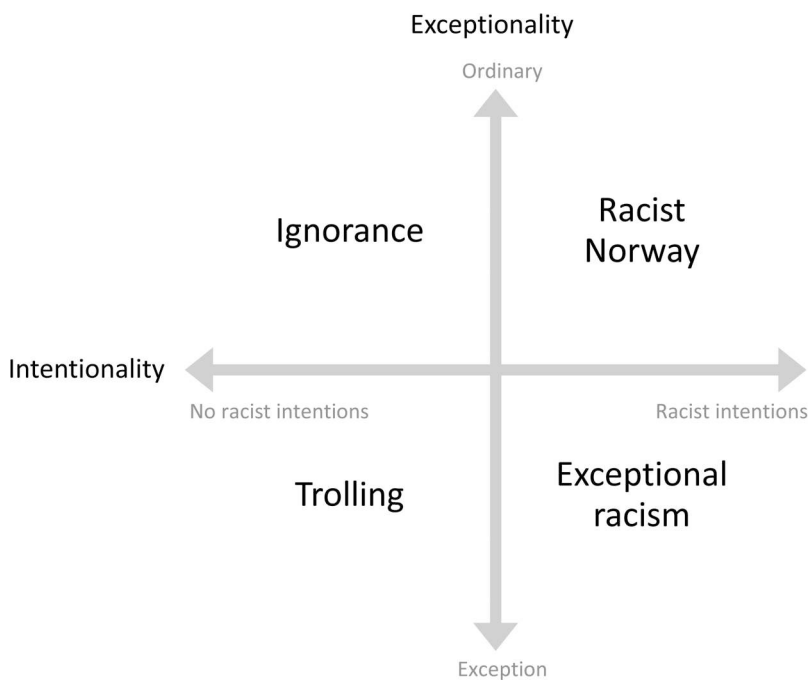 Exceptionality
Ordinary
Ignorance
Racist
Norway
Intentionality
No racist intentions
Racist intentions
Trolling
Exceptional
racism
Exception